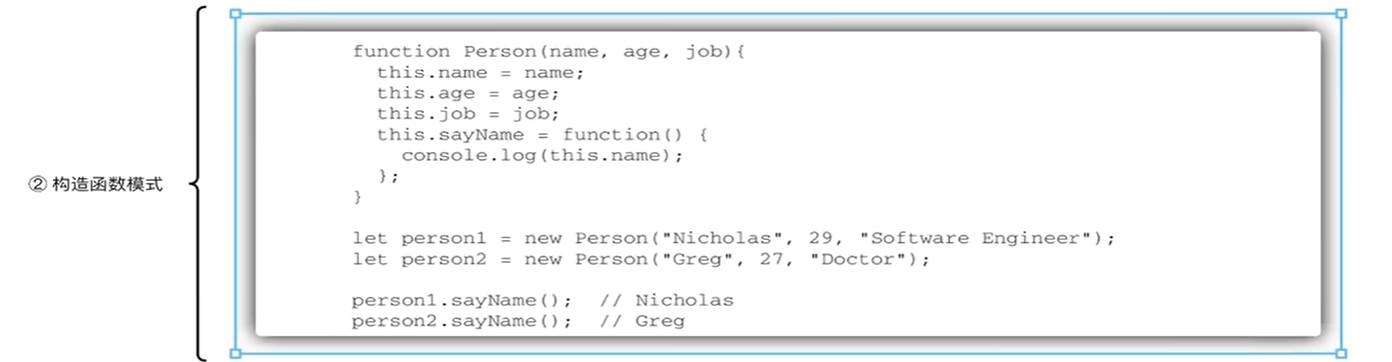 ② 构造函数模式
function Person(name, age, job){
  this.name = name;
  this.age = age;
  this.job = job;
  this.sayName = function() {
    console.log(this.name);
  };
}
let person1 = new Person("Nicholas", 29, "Software Engineer");
let person2 = new Person("Greg", 27, "Doctor");
person1.sayName();  // Nicholas
person2.sayName();  // Greg